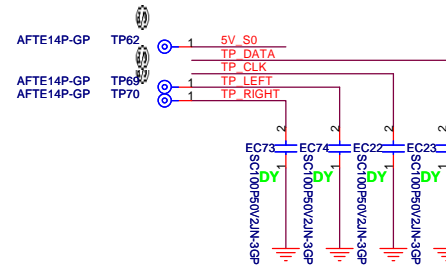 AFTE14P-GP TP62 1 5V_S0
TP_DATA
TP_CLK
AFTE14P-GP TP69 1 TP_LEFT
AFTE14P-GP TP70 1 TP_RIGHT
2 2 2 2
EC73 EC74 EC22 EC23
1 1 1 1
DY DY DY DY
SC100P50V2JN-3GP SC100P50V2JN-3GP SC100P50V2JN-3GP SC100P50V2JN-3GP